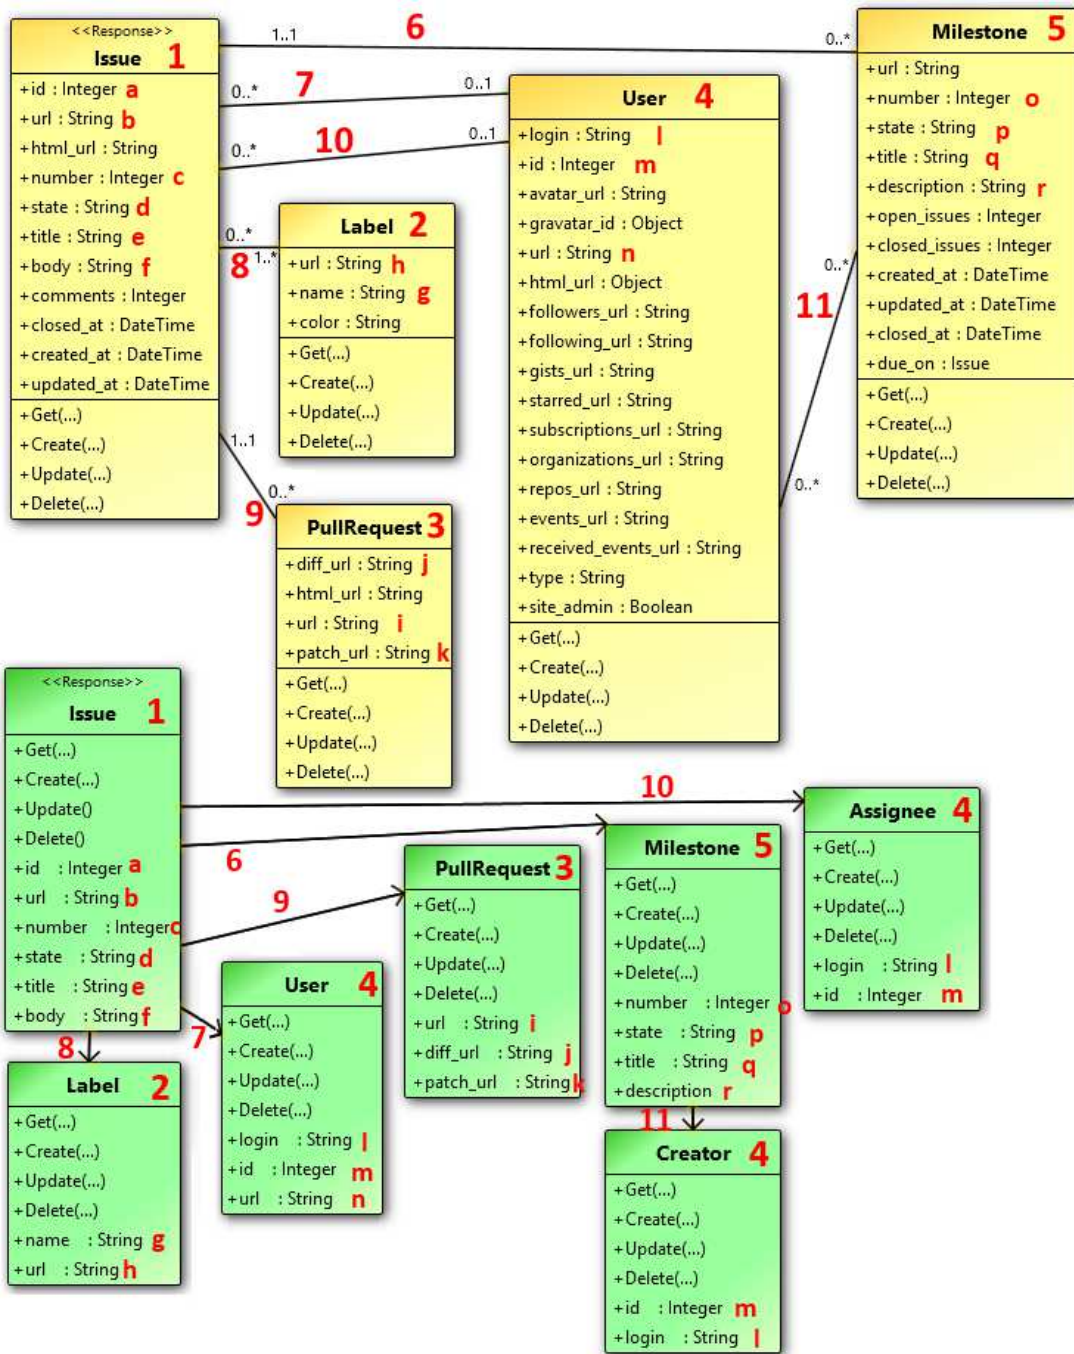 <<Response>>
Issue 1
+id : Integer a
+url : String b
+html_url : String
+number : Integer c
+state : String d
+title : String e
+body : String f
+comments : Integer
+closed_at : DateTime
+created_at : DateTime
+updated_at : DateTime
+Get(...)
+Create(...)
+Update(...)
+Delete(...)
1..1
6
0..*
0..*
7
0..1
0..*
10
0..1
0..*
8
1..*
1..1
9
0..*
Label 2
+url : String h
+name : String g
+color : String
+Get(...)
+Create(...)
+Update(...)
+Delete(...)
PullRequest 3
+diff_url : String j
+html_url : String
+url : String i
+patch_url : String k
+Get(...)
+Create(...)
+Update(...)
+Delete(...)
User 4
+login : String l
+id : Integer m
+avatar_url : String
+gravatar_id : Object
+url : String n
+html_url : Object
+followers_url : String
+following_url : String
+gists_url : String
+starred_url : String
+subscriptions_url : String
+organizations_url : String
+repos_url : String
+events_url : String
+received_events_url : String
+type : String
+site_admin : Boolean
+Get(...)
+Create(...)
+Update(...)
+Delete(...)
0..*
11
0..*
Milestone 5
+url : String
+number : Integer o
+state : String p
+title : String q
+description : String r
+open_issues : Integer
+closed_issues : Integer
+created_at : DateTime
+updated_at : DateTime
+closed_at : DateTime
+due_on : Issue
+Get(...)
+Create(...)
+Update(...)
+Delete(...)
<<Response>>
Issue 1
+Get(...)
+Create(...)
+Update()
+Delete()
+id : Integer a
+url : String b
+number : Integer c
+state : String d
+title : String e
+body : String f
10
6
9
7
8
Label 2
+Get(...)
+Create(...)
+Update(...)
+Delete(...)
+name : String g
+url : String h
User 4
+Get(...)
+Create(...)
+Update(...)
+Delete(...)
+login : String l
+id : Integer m
+url : String n
PullRequest 3
+Get(...)
+Create(...)
+Update(...)
+Delete(...)
+url : String i
+diff_url : String j
+patch_url : String k
Milestone 5
+Get(...)
+Create(...)
+Update(...)
+Delete(...)
+number : Integer o
+state : String p
+title : String q
+description r
11
Creator 4
+Get(...)
+Create(...)
+Update(...)
+Delete(...)
+id : Integer m
+login : String l
Assignee 4
+Get(...)
+Create(...)
+Update(...)
+Delete(...)
+login : String l
+id : Integer m